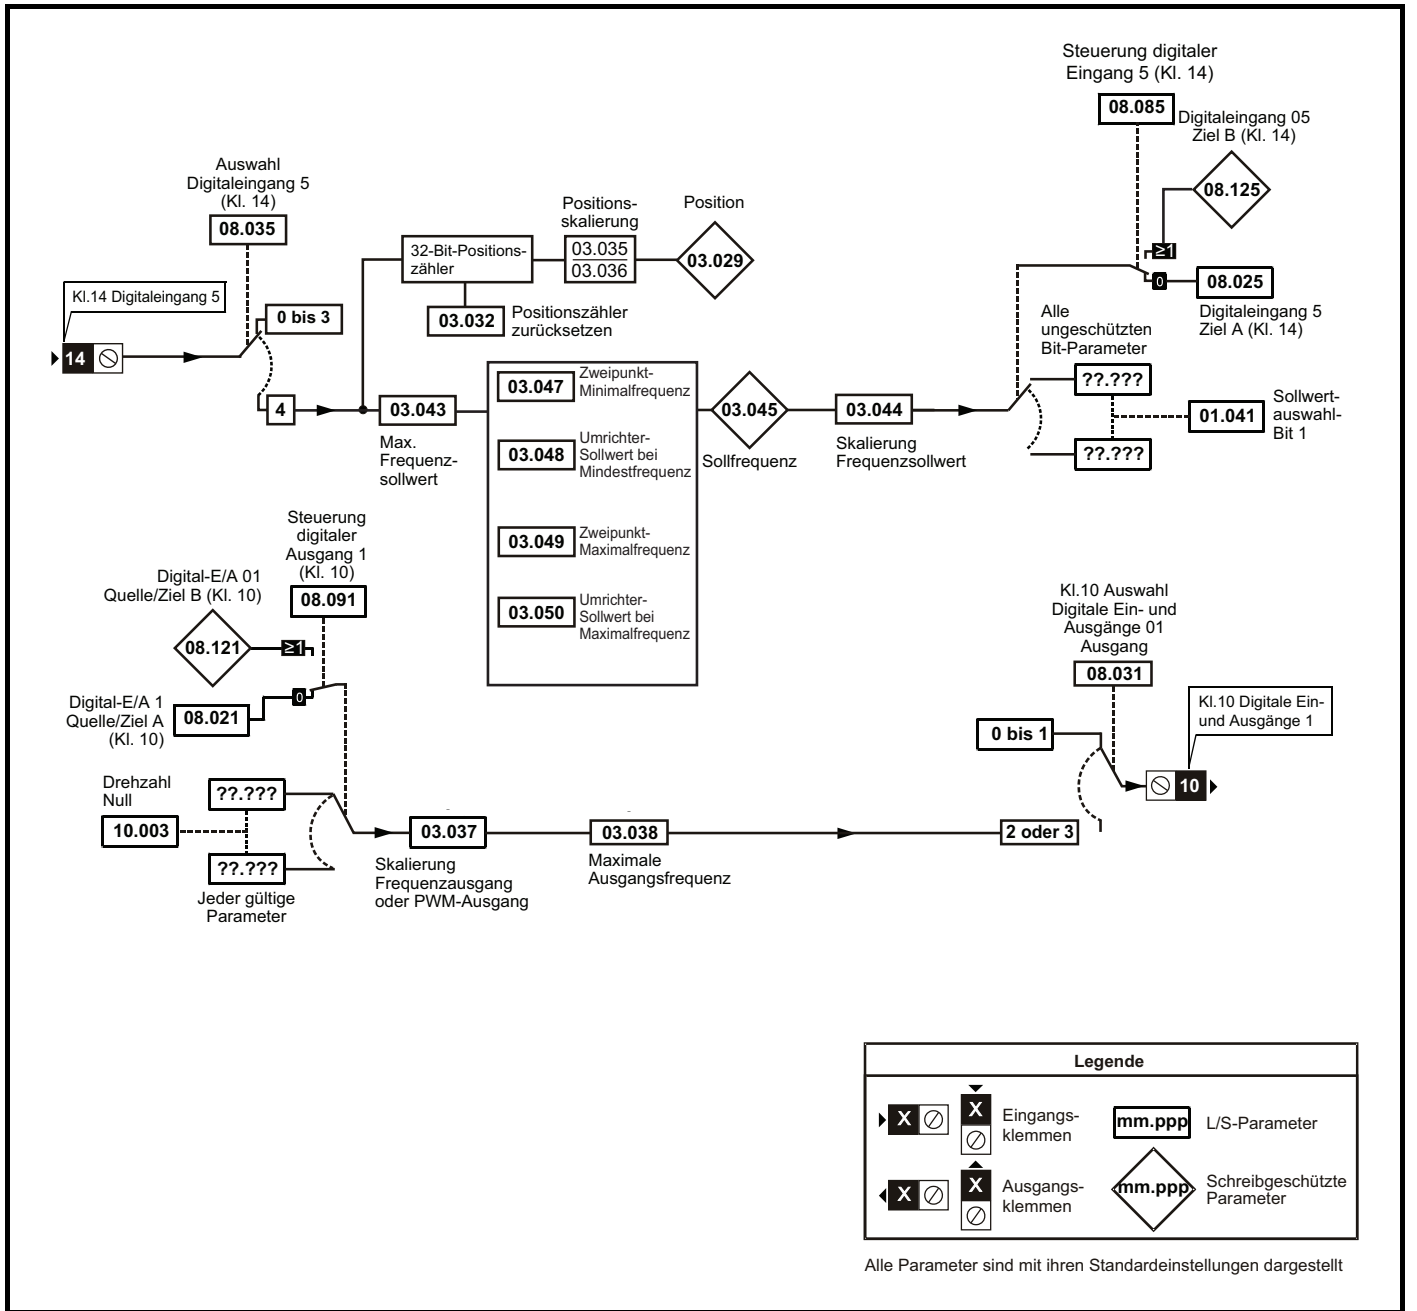 Steuerung digitaler
Eingang 5 (Kl. 14)
08.085
Digitaleingang 05
Ziel B (Kl. 14)
08.125
≥1
0
08.025
Digitaleingang 5
Ziel A (Kl. 14)
Auswahl
Digitaleingang 5
(Kl. 14)
08.035
Kl.14 Digitaleingang 5
14
0 bis 3
4
32-Bit-Positions-
zähler
Positions-
skalierung
03.035
03.036
Position
03.029
03.032
Positionszähler
zurücksetzen
03.043
Max.
Frequenz-
sollwert
03.047
Zweipunkt-
Minimalfrequenz
03.048
Umrichter-
Sollwert bei
Mindestfrequenz
03.049
Zweipunkt-
Maximalfrequenz
03.050
Umrichter-
Sollwert bei
Maximalfrequenz
03.045
Sollfrequenz
03.044
Skalierung
Frequenzsollwert
Alle
ungeschützten
Bit-Parameter
??.???
??.???
01.041
Sollwert-
auswahl-
Bit 1
Steuerung
digitaler
Ausgang 1
(Kl. 10)
08.091
Digital-E/A 01
Quelle/Ziel B (Kl. 10)
08.121
≥1
0
Digital-E/A 1
Quelle/Ziel A
(Kl. 10)
08.021
Drehzahl
Null
10.003
??.???
??.???
Jeder gültige
Parameter
03.037
Skalierung
Frequenzausgang
oder PWM-Ausgang
03.038
Maximale
Ausgangsfrequenz
Kl.10 Auswahl
Digitale Ein- und
Ausgänge 01
Ausgang
08.031
0 bis 1
2 oder 3
Kl.10 Digitale Ein-
und Ausgänge 1
10
Legende
X
X
Eingangs-
klemmen
mm.ppp
L/S-Parameter
X
X
Ausgangs-
klemmen
mm.ppp
Schreibgeschützte
Parameter
Alle Parameter sind mit ihren Standardeinstellungen dargestellt